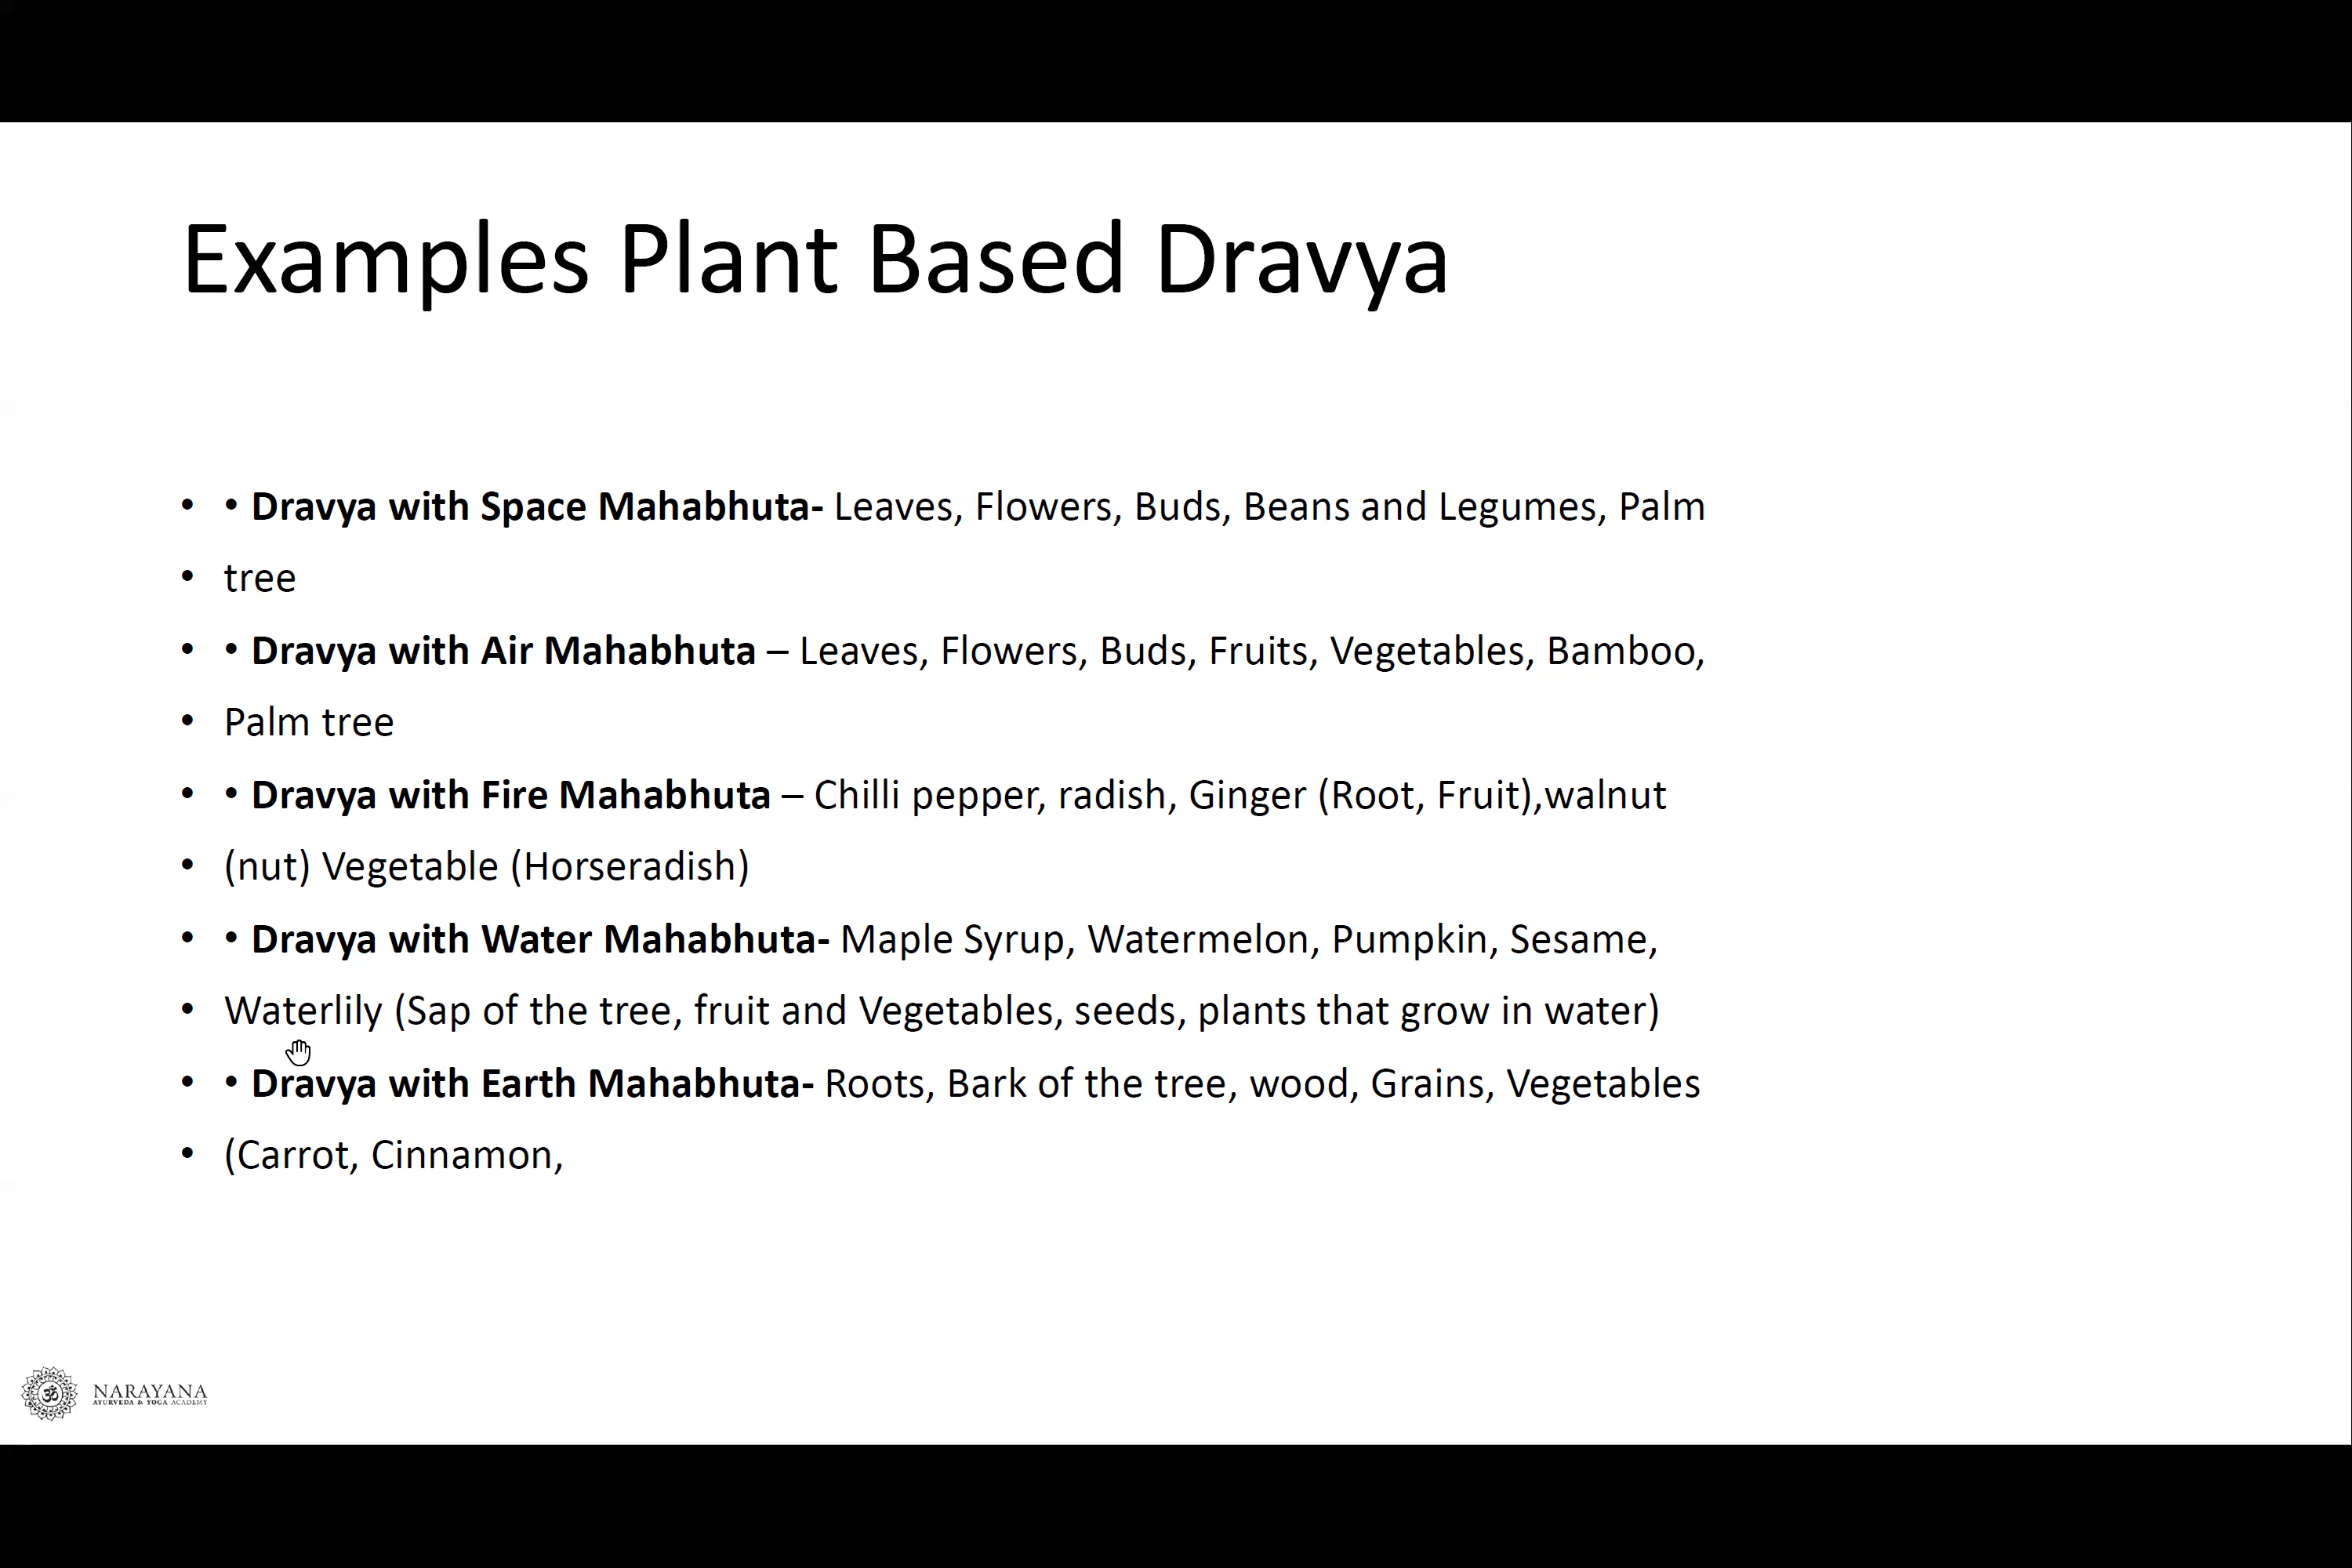 Examples Plant Based Dravya
• • Dravya with Space Mahabhuta- Leaves, Flowers, Buds, Beans and Legumes, Palm
• tree
• • Dravya with Air Mahabhuta – Leaves, Flowers, Buds, Fruits, Vegetables, Bamboo,
• Palm tree
• • Dravya with Fire Mahabhuta – Chilli pepper, radish, Ginger (Root, Fruit),walnut
• (nut) Vegetable (Horseradish)
• • Dravya with Water Mahabhuta- Maple Syrup, Watermelon, Pumpkin, Sesame,
• Waterlily (Sap of the tree, fruit and Vegetables, seeds, plants that grow in water)
• • Dravya with Earth Mahabhuta- Roots, Bark of the tree, wood, Grains, Vegetables
• (Carrot, Cinnamon,
ॐ
NARAYANA
AYURVEDA & YOGA ACADEMY